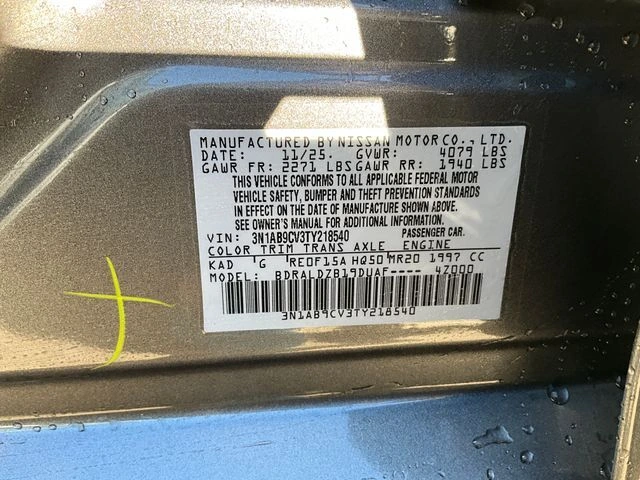 MANUFACTURED BY NISSAN MOTOR CO., LTD.
DATE: 11/25. GVWR: 4079 LBS
GAWR FR: 2271 LBS GAWR RR: 1940 LBS
THIS VEHICLE CONFORMS TO ALL APPLICABLE FEDERAL MOTOR
VEHICLE SAFETY, BUMPER AND THEFT PREVENTION STANDARDS
IN EFFECT ON THE DATE OF MANUFACTURE SHOWN ABOVE.
SEE OWNER'S MANUAL FOR ADDITIONAL INFORMATION.
VIN: 3N1AB9CV3TY218540 PASSENGER CAR.
COLOR TRIM TRANS AXLE ENGINE
KAD G RE0F15A HQ50 MR20 1997 CC
MODEL: BDRALDZB19DUAF---- 4Z000
3N1AB9CV3TY218540